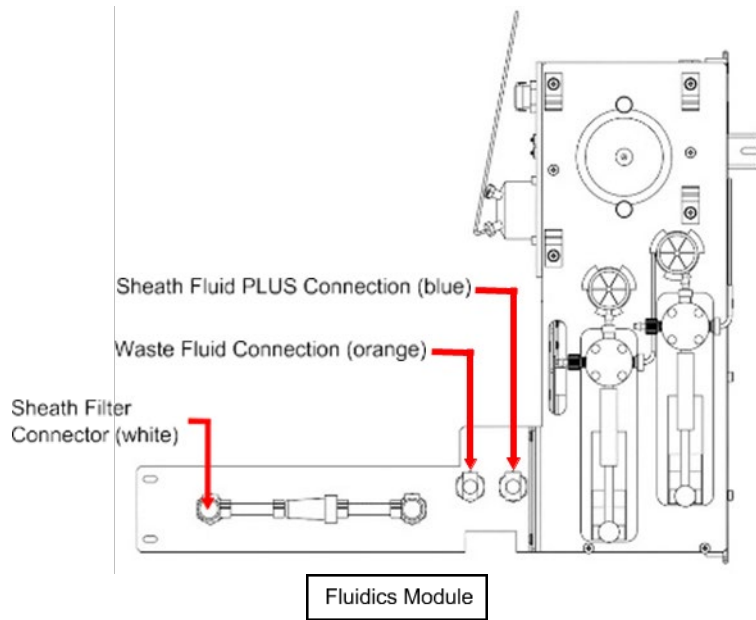 Sheath Fluid PLUS Connection (blue)
Waste Fluid Connection (orange)
Sheath Filter
Connector (white)
Fluidics Module